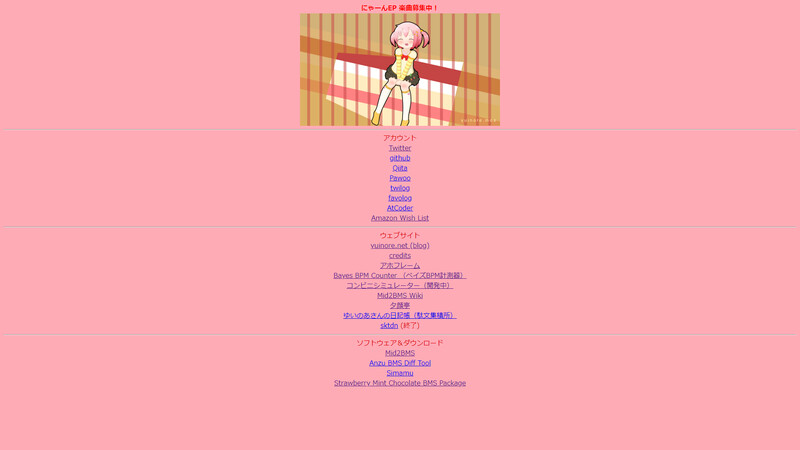 にゃーんEP 楽曲募集中！
yuinore.net
アカウント
Twitter
github
Qiita
Pawoo
twilog
favolog
AtCoder
Amazon Wish List
ウェブサイト
yuinore.net (blog)
credits
アホフレーム
Bayes BPM Counter （ベイズBPM計測器）
コンビニシミュレーター（開発中）
Mid2BMS Wiki
夕顔亭
ゆいのあさんの日記帳（駄文集積所）
sktdn (終了)
ソフトウェア＆ダウンロード
Mid2BMS
Anzu BMS Diff Tool
Simamu
Strawberry Mint Chocolate BMS Package